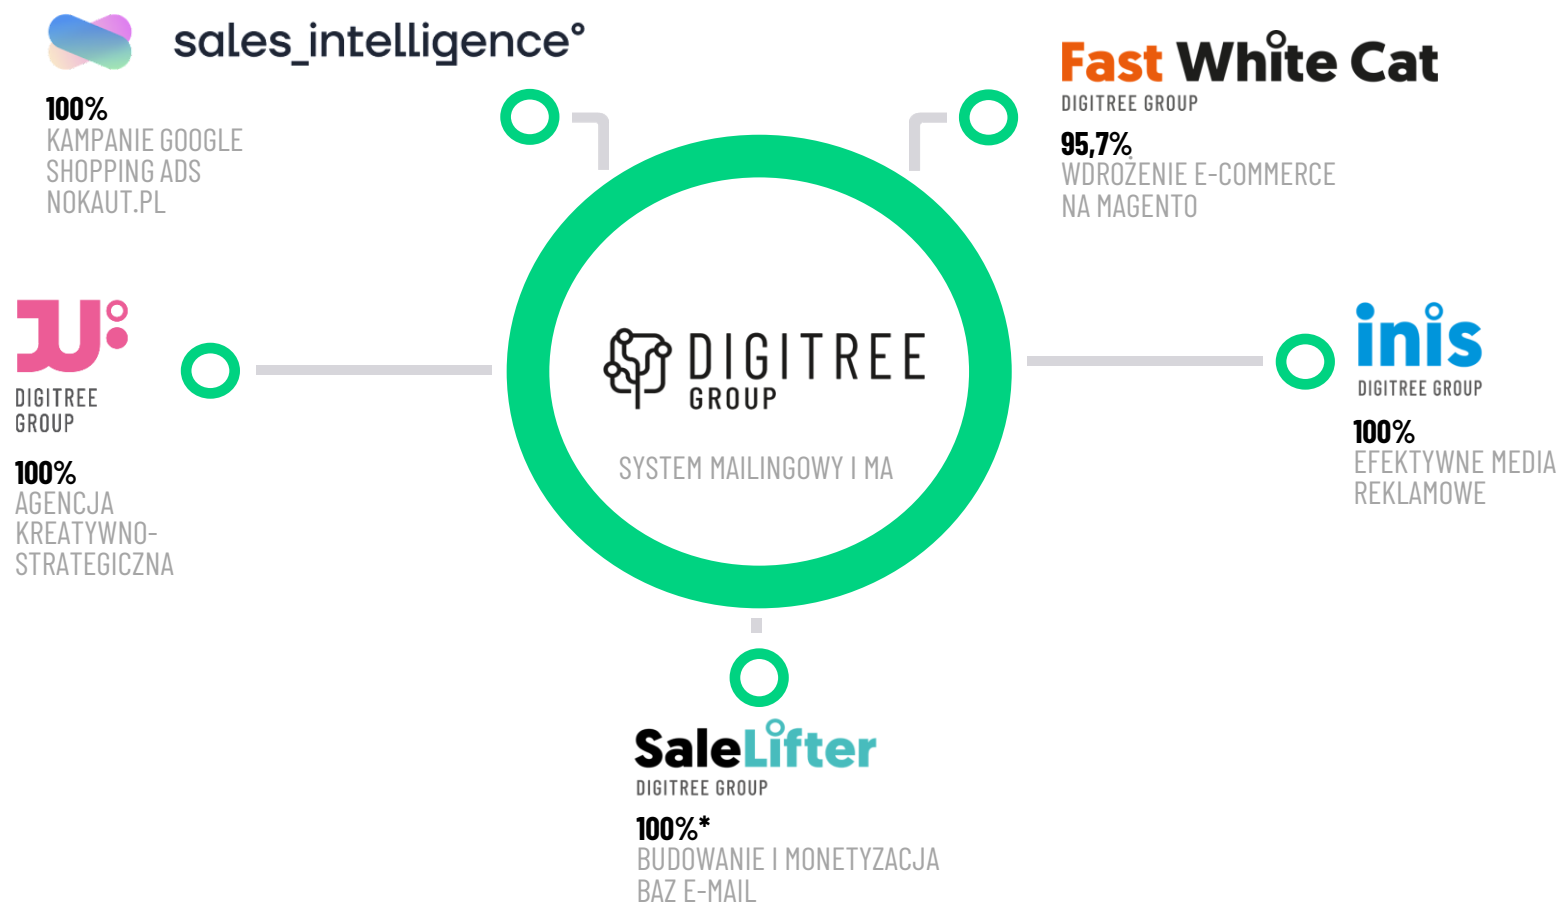 sales_intelligence°
100%
KAMPANIE GOOGLE
SHOPPING ADS
NOKAUT.PL
Fast White Cat
DIGITREE GROUP
95,7%
WDROŻENIE E-COMMERCE
NA MAGENTO
DIGITREE
GROUP
100%
AGENCJA
KREATYWNO-
STRATEGICZNA
DIGITREE
GROUP
SYSTEM MAILINGOWY I MA
inis
DIGITREE GROUP
100%
EFEKTYWNE MEDIA
REKLAMOWE
SaleLifter
DIGITREE GROUP
100%*
BUDOWANIE I MONETYZACJA
BAZ E-MAIL